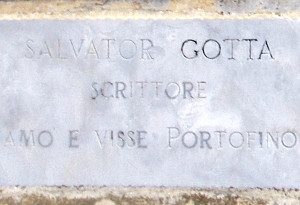 SALVATOR GOTTA
SCRITTORE
AMO E VISSE PORTOFINO